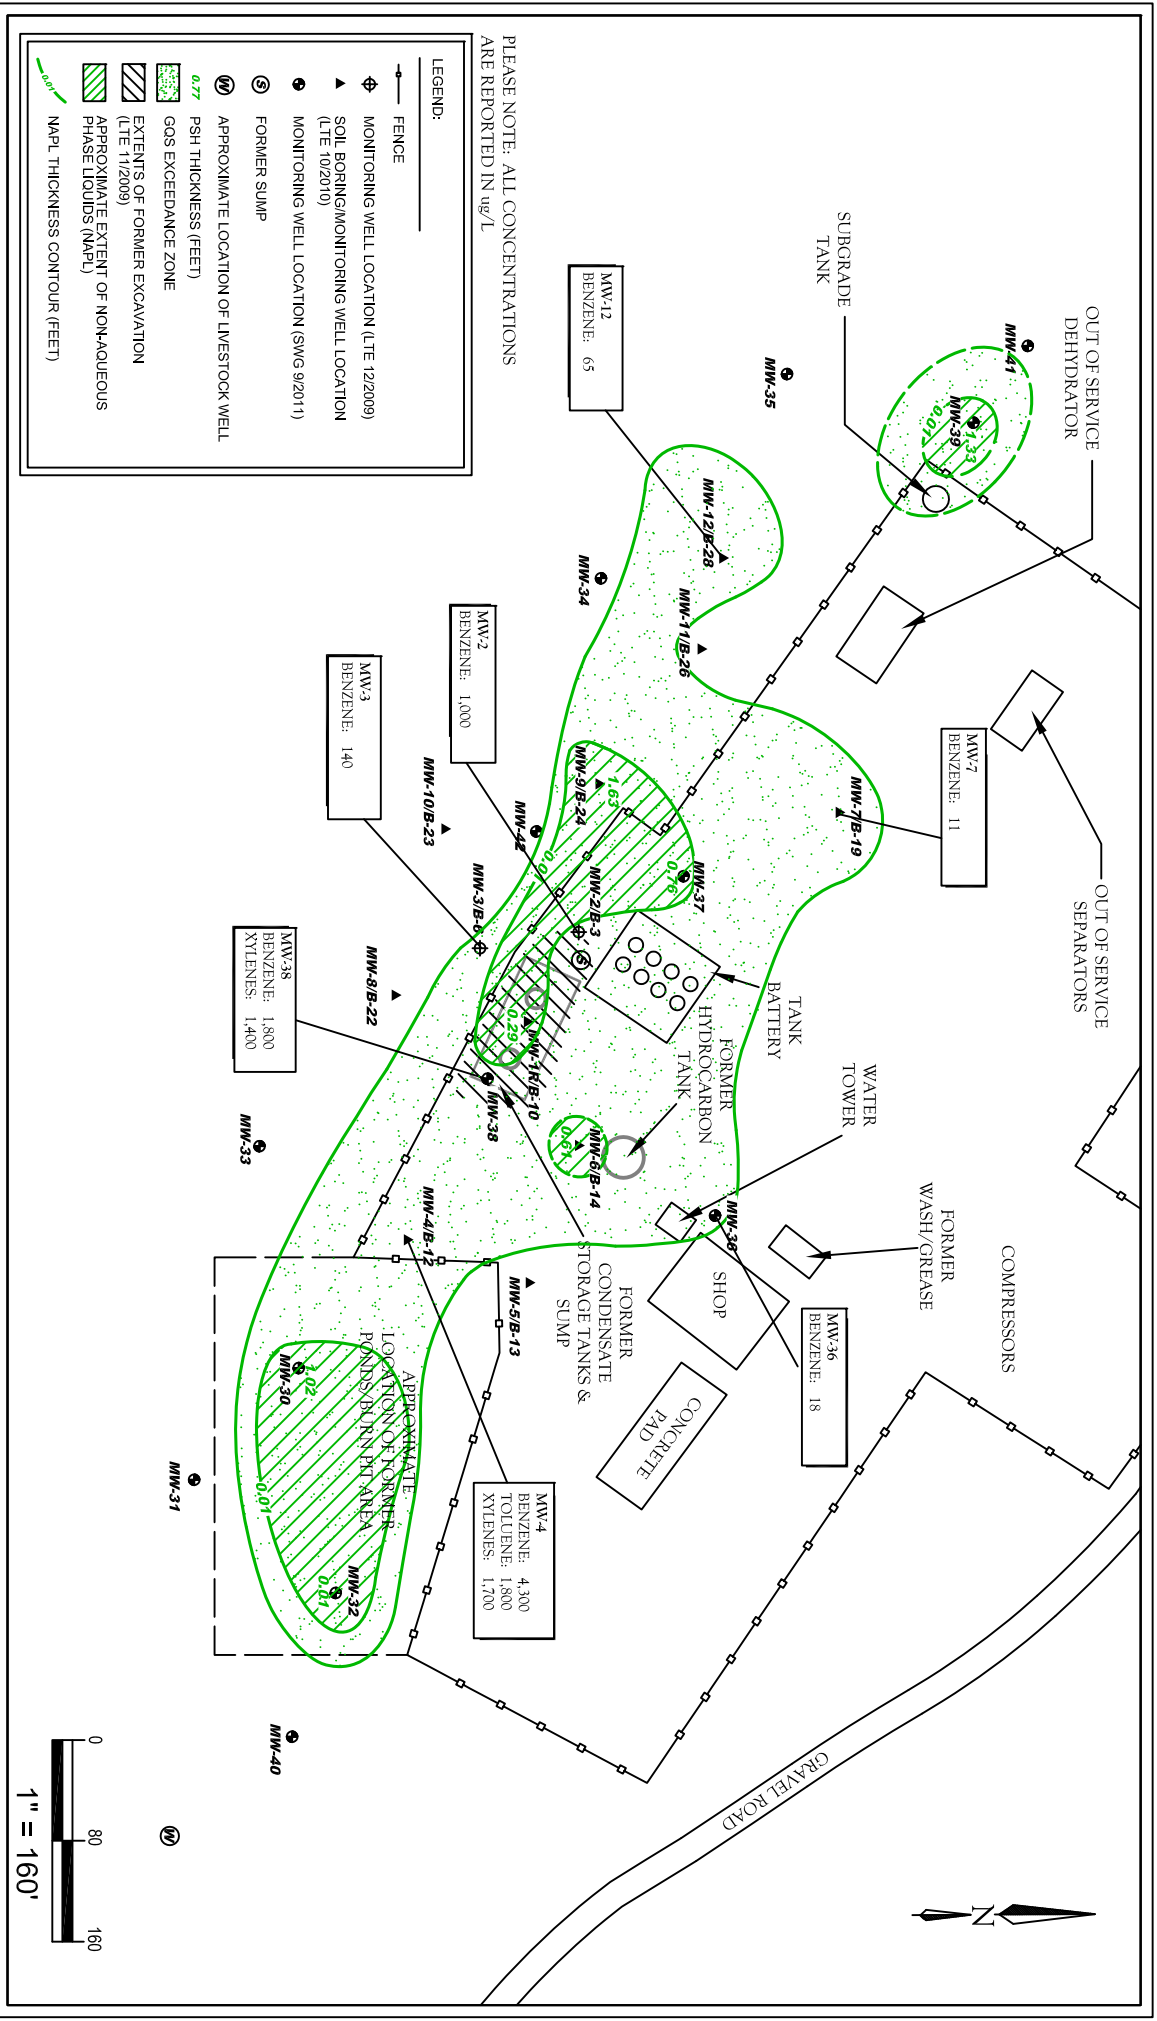 PLEASE NOTE:  ALL CONCENTRATIONS
ARE REPORTED IN ug/L
LEGEND:
FENCE
MONITORING WELL LOCATION (LTE 12/2009)
SOIL BORING/MONITORING WELL LOCATION
(LTE 10/2010)
MONITORING WELL LOCATION (SWG 9/2011)
S
FORMER SUMP
W
APPROXIMATE LOCATION OF LIVESTOCK WELL
0.77
PSH THICKNESS (FEET)
GQS EXCEEDANCE ZONE
EXTENTS OF FORMER EXCAVATION
(LTE 11/2009)
APPROXIMATE EXTENT OF NON-AQUEOUS
PHASE LIQUIDS (NAPL)
0.01
NAPL THICKNESS CONTOUR (FEET)
OUT OF SERVICE
DEHYDRATOR
SUBGRADE
TANK
MW-41
MW-39
1.33
0.01
MW-35
MW-12
BENZENE:  65
MW-12/B-28
MW-34
MW-11/B-26
MW-2
BENZENE:  1,000
MW-3
BENZENE:  140
MW-7
BENZENE:  11
MW-7/B-19
OUT OF SERVICE
SEPARATORS
MW-9/B-24
1.63
MW-10/B-23
MW-42
0.01
MW-37
0.76
MW-2/B-3
S
MW-3/B-6
MW-8/B-22
MW-38
BENZENE:  1,800
XYLENES:  1,400
TANK
BATTERY
FORMER
HYDROCARBON
TANK
WATER
TOWER
MW-1R/B-10
0.29
MW-38
MW-33
MW-6/B-14
0.61
MW-36
FORMER
WASH/GREASE
COMPRESSORS
SHOP
MW-36
BENZENE:  18
MW-4/B-12
MW-5/B-13
FORMER
CONDENSATE
STORAGE TANKS &
SUMP
CONCRETE
PAD
APPROXIMATE
LOCATION OF FORMER
PONDS/BURN PIT AREA
MW-30
1.02
0.01
MW-31
MW-32
0.01
MW-4
BENZENE:  4,300
TOLUENE: 1,800
XYLENES:  1,700
MW-40
W
GRAVEL ROAD
N
0
80
160
1" = 160'